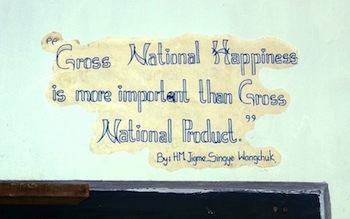 "Gross National Happiness
is more important than Gross
National Product."
By: HM Jigme Singye Wangchuk